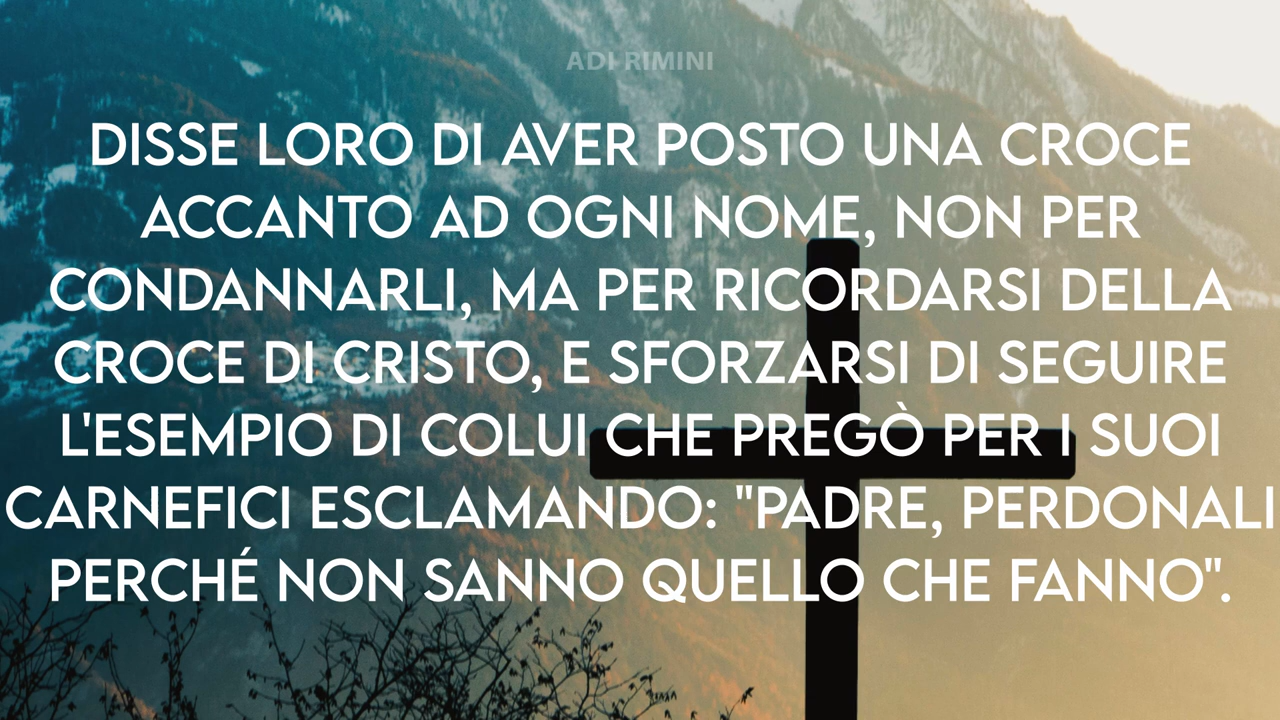 ADI RIMINI
DISSE LORO DI AVER POSTO UNA CROCE
ACCANTO AD OGNI NOME, NON PER
CONDANNARLI, MA PER RICORDARSI DELLA
CROCE DI CRISTO, E SFORZARSI DI SEGUIRE
L'ESEMPIO DI COLUI CHE PREGÒ PER I SUOI
CARNEFICI ESCLAMANDO: "PADRE, PERDONALI
PERCHÉ NON SANNO QUELLO CHE FANNO".